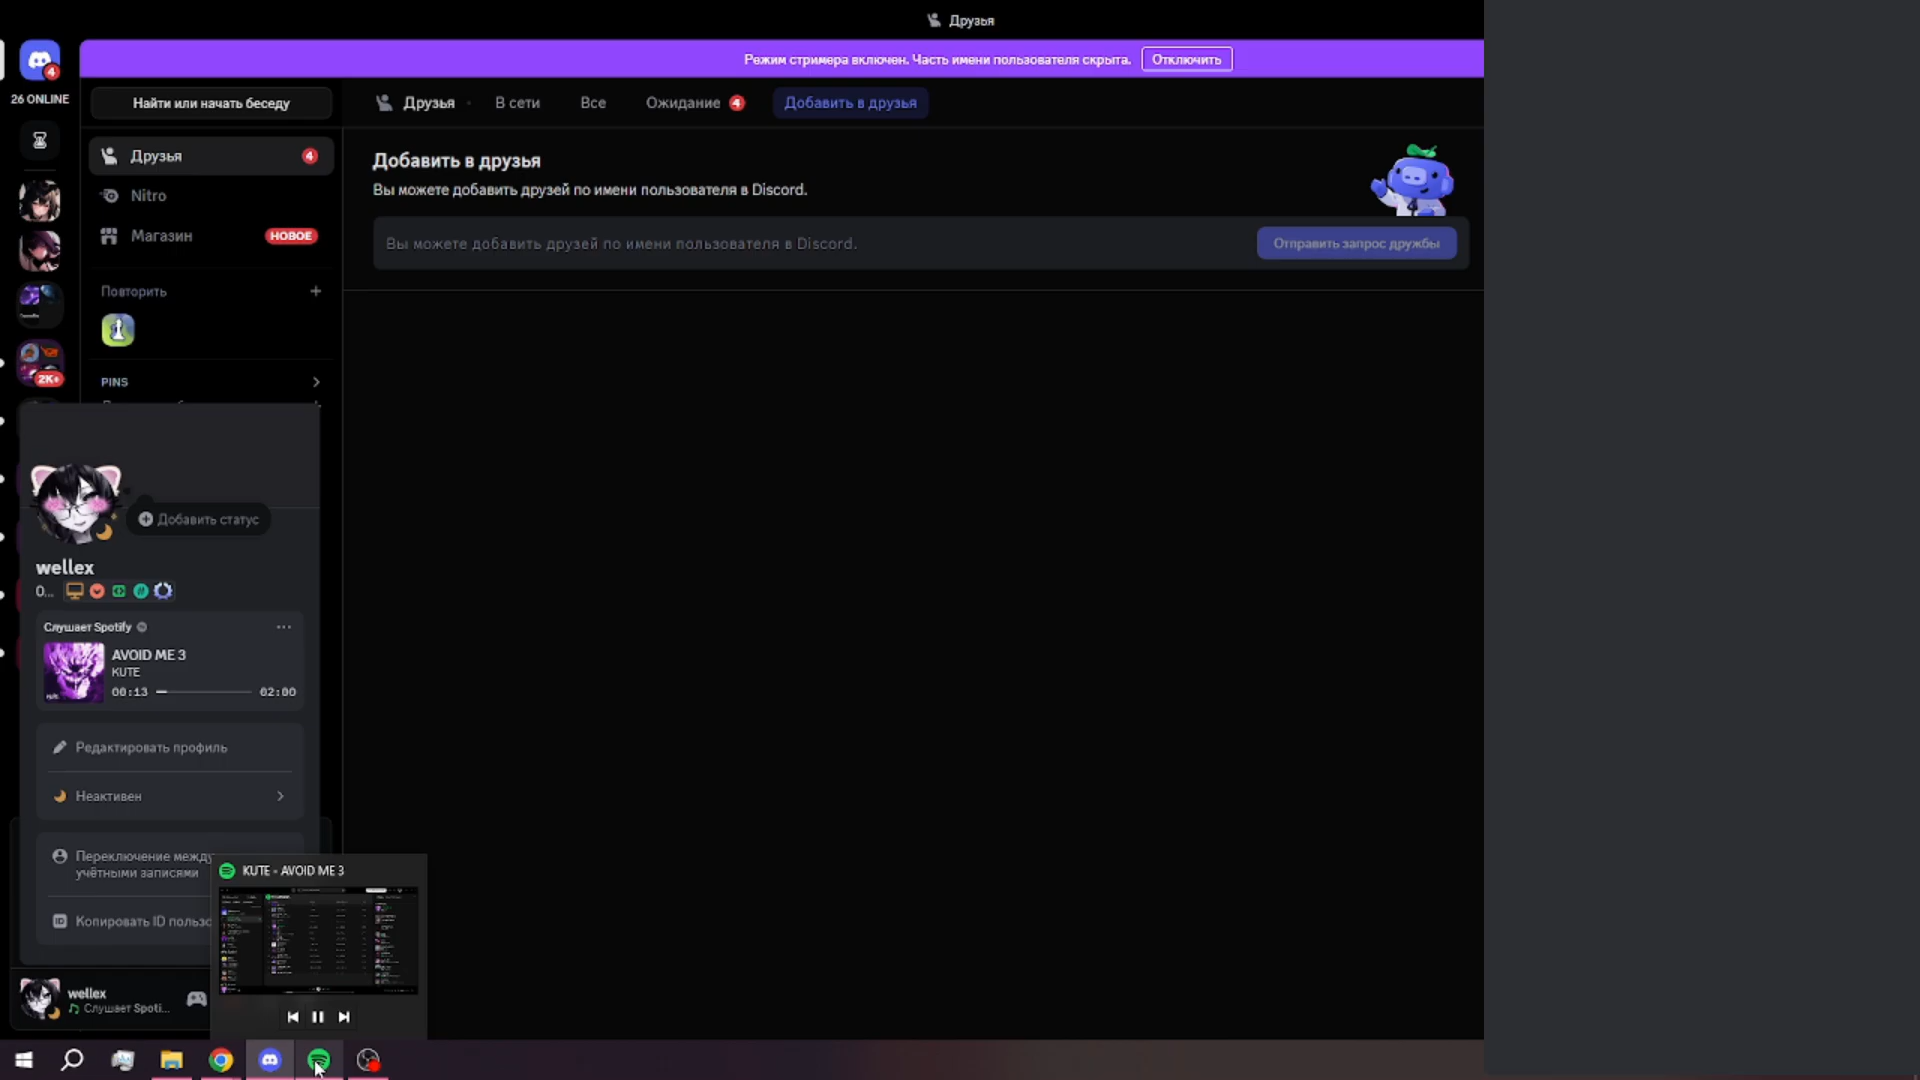 Друзья
Режим стримера включен. Часть имени пользователя скрыта.
Отключить
4
26 ONLINE
Найти или начать беседу
Друзья
В сети
Все
Ожидание
4
Добавить в друзья
Друзья
4
Nitro
Магазин
НОВОЕ
Повторить
PINS
2K+
Добавить в друзья
Вы можете добавить друзей по имени пользователя в Discord.
Вы можете добавить друзей по имени пользователя в Discord.
Отправить запрос дружбы
Добавить статус
wellex
0...
Слушает Spotify
AVOID ME 3
KUTE
00:13
02:00
Редактировать профиль
Неактивен
Переключение между
учётными записями
ID
Копировать ID польз
KUTE - AVOID ME 3
wellex
Слушает Spoti...